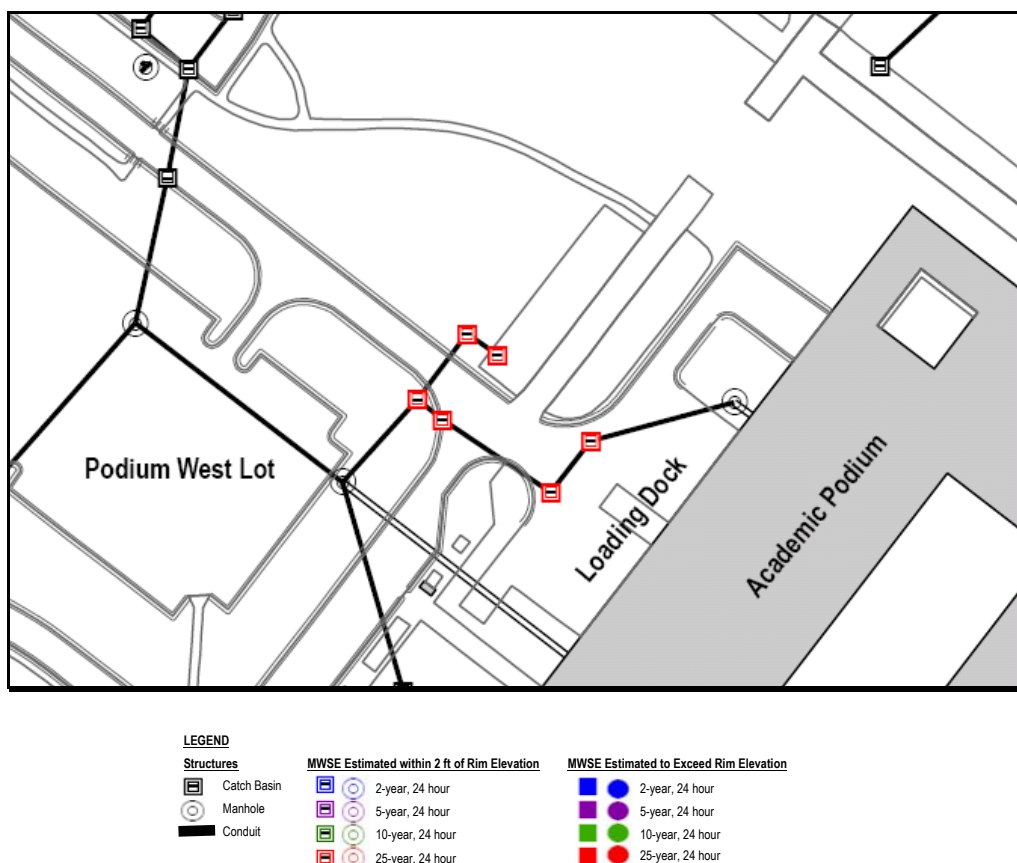 Podium West Lot
Loading Dock
Academic Podium
LEGEND
Structures
Catch Basin
Manhole
Conduit
MWSE Estimated within 2 ft of Rim Elevation
2-year, 24 hour
5-year, 24 hour
10-year, 24 hour
25-year, 24 hour
MWSE Estimated to Exceed Rim Elevation
2-year, 24 hour
5-year, 24 hour
10-year, 24 hour
25-year, 24 hour